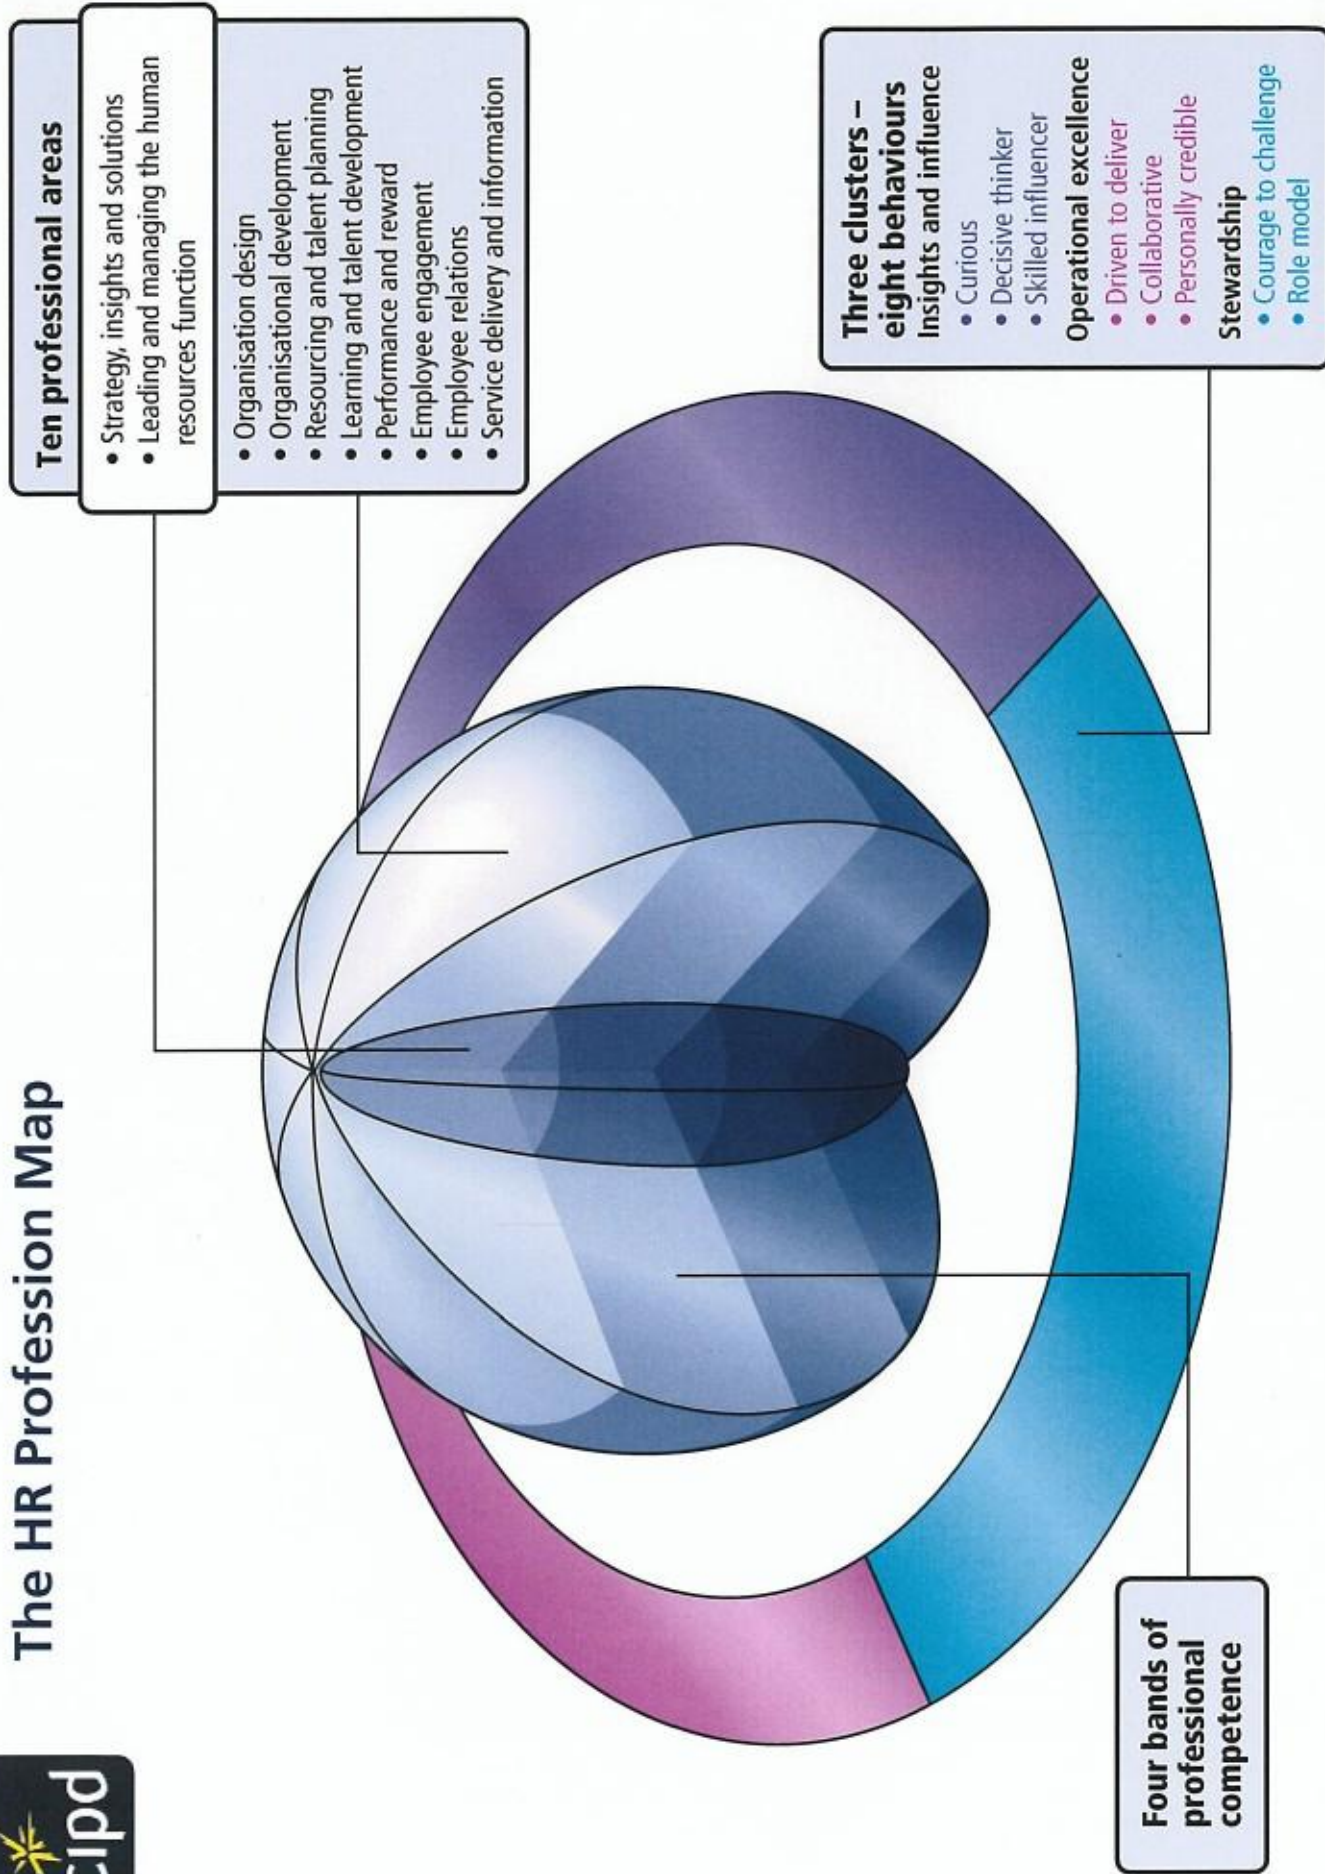 cipd
The HR Profession Map
Ten professional areas
• Strategy, insights and solutions
• Leading and managing the human
resources function
• Organisation design
• Organisational development
• Resourcing and talent planning
• Learning and talent development
• Performance and reward
• Employee engagement
• Employee relations
• Service delivery and information
Three clusters –
eight behaviours
Insights and influence
• Curious
• Decisive thinker
• Skilled influencer
Operational excellence
• Driven to deliver
• Collaborative
• Personally credible
Stewardship
• Courage to challenge
• Role model
Four bands of
professional
competence